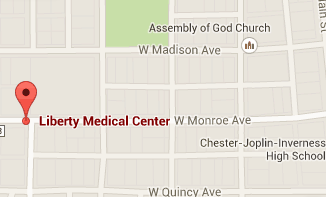 Assembly of God Church
W Madison Ave
Liberty Medical Center
W Monroe Ave
Chester-Joplin-Inverness
High School
W Quincy Ave